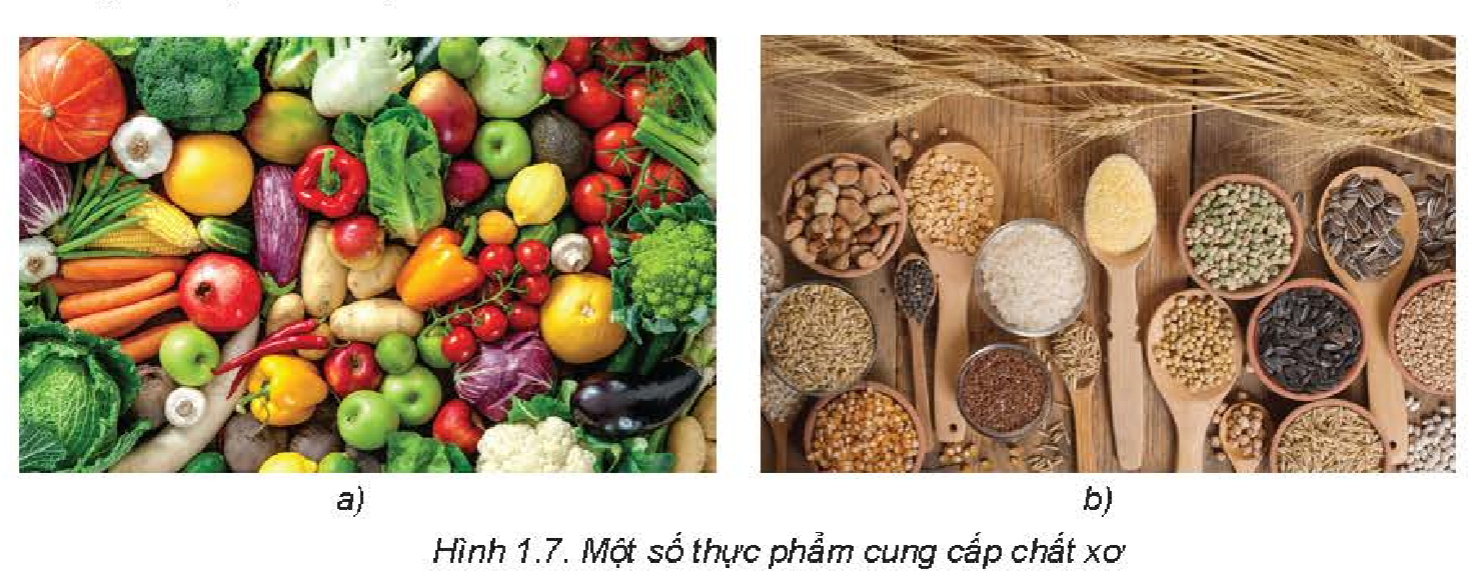 a)
b)
Hình 1.7. Một số thực phẩm cung cấp chất xơ